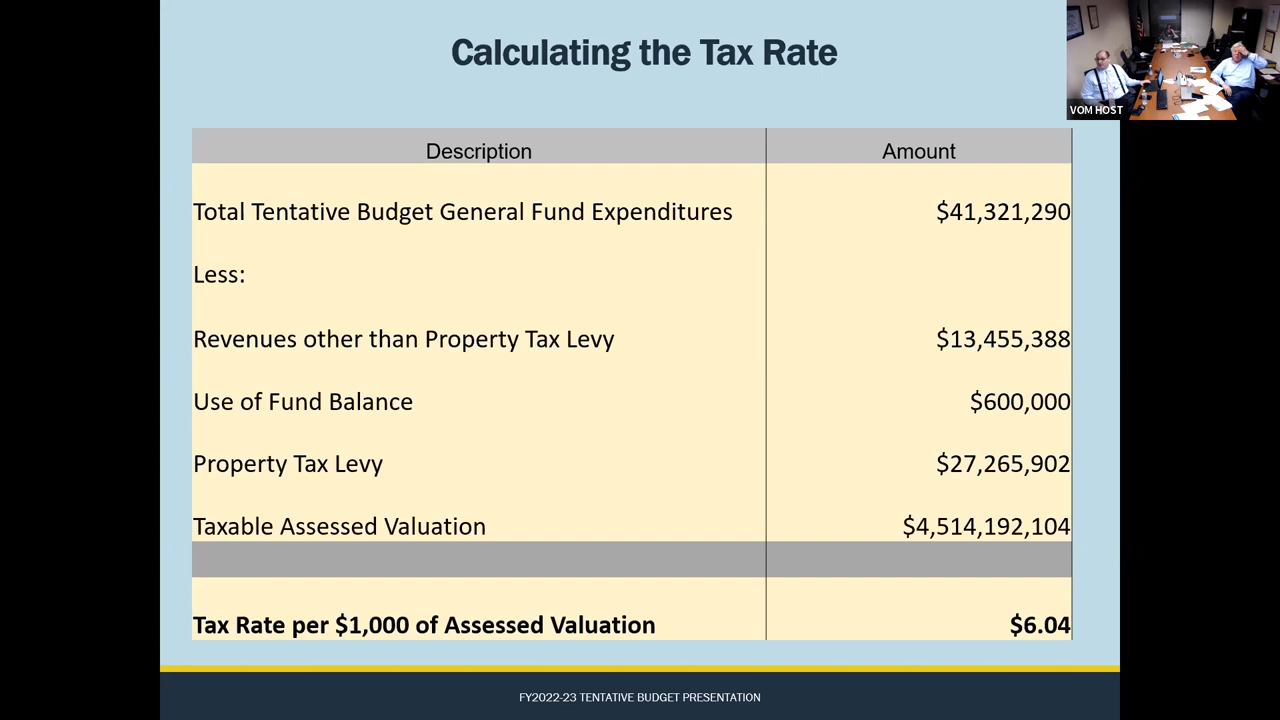 Calculating the Tax Rate
VOM HOST
Description Amount
Total Tentative Budget General Fund Expenditures $41,321,290
Less:
Revenues other than Property Tax Levy $13,455,388
Use of Fund Balance $600,000
Property Tax Levy $27,265,902
Taxable Assessed Valuation $4,514,192,104
Tax Rate per $1,000 of Assessed Valuation $6.04
FY2022-23 TENTATIVE BUDGET PRESENTATION